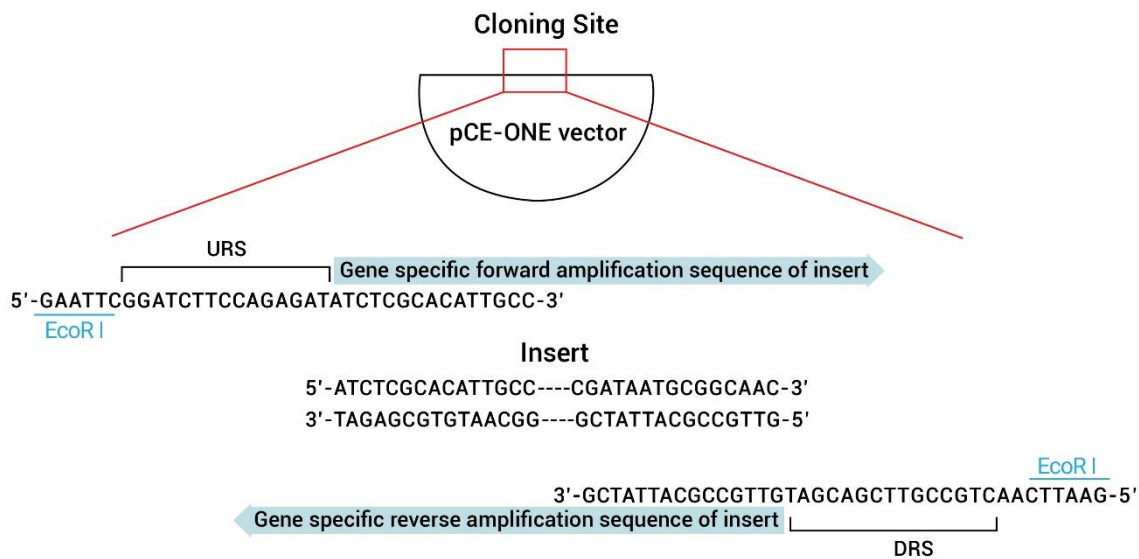 Cloning Site
pCE-ONE vector
URS
Gene specific forward amplification sequence of insert
5'-GAATTCGGATCTTCCAGAGATATCTCGCACATTGCC-3'
EcoR I
Insert
5'-ATCTCGCACATTGCC----CGATAATGCGGCAAC-3'
3'-TAGAGCGTGTAACGG----GCTATTACGCCGTTG-5'
EcoR I
3'-GCTATTACGCCGTTGTAGCAGCTTGCCGTCAACTTAAG-5'
Gene specific reverse amplification sequence of insert
DRS